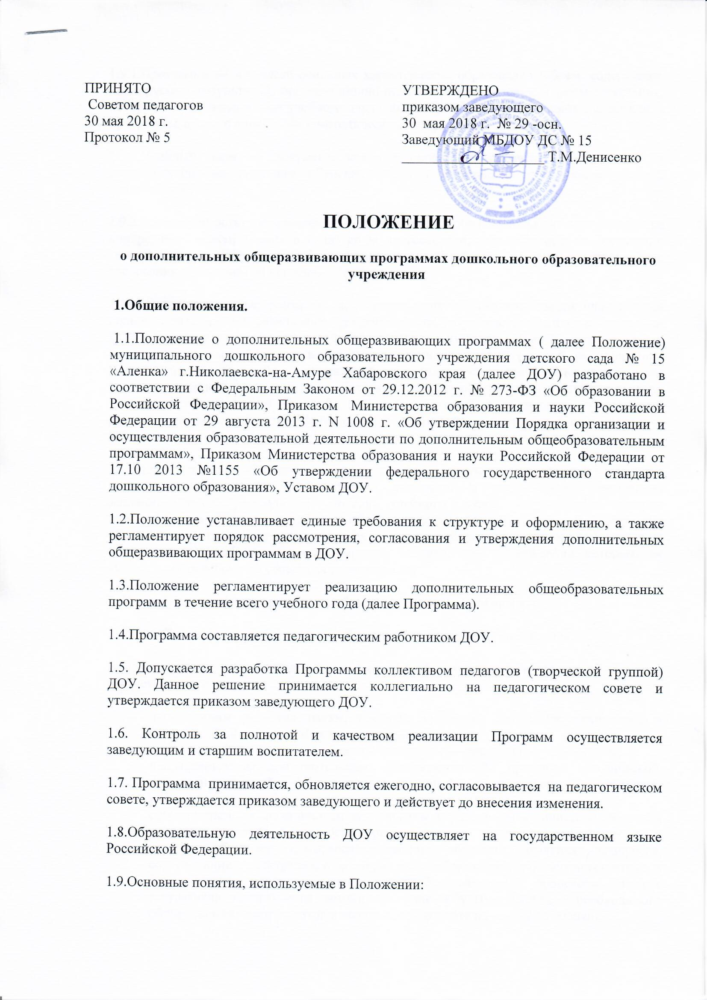 ПРИНЯТО
Советом педагогов
30 мая 2018 г.
Протокол № 5
УТВЕРЖДЕНО
приказом заведующего
30 мая 2018 г. № 29 -осн.
Заведующий МБДОУ ДС № 15
____________________ Т.М.Денисенко
ПОЛОЖЕНИЕ
о дополнительных общеразвивающих программах дошкольного образовательного
учреждения
1.Общие положения.
1.1.Положение о дополнительных общеразвивающих программах ( далее Положение)
муниципального дошкольного образовательного учреждения детского сада № 15
«Аленка» г.Николаевска-на-Амуре Хабаровского края (далее ДОУ) разработано в
соответствии с Федеральным Законом от 29.12.2012 г. № 273-ФЗ «Об образовании в
Российской Федерации», Приказом Министерства образования и науки Российской
Федерации от 29 августа 2013 г. N 1008 г. «Об утверждении Порядка организации и
осуществления образовательной деятельности по дополнительным общеобразовательным
программам», Приказом Министерства образования и науки Российской Федерации от
17.10 2013 №1155 «Об утверждении федерального государственного стандарта
дошкольного образования», Уставом ДОУ.
1.2.Положение устанавливает единые требования к структуре и оформлению, а также
регламентирует порядок рассмотрения, согласования и утверждения дополнительных
общеразвивающих программам в ДОУ.
1.3.Положение регламентирует реализацию дополнительных общеобразовательных
программ в течение всего учебного года (далее Программа).
1.4.Программа составляется педагогическим работником ДОУ.
1.5. Допускается разработка Программы коллективом педагогов (творческой группой)
ДОУ. Данное решение принимается коллегиально на педагогическом совете и
утверждается приказом заведующего ДОУ.
1.6. Контроль за полнотой и качеством реализации Программ осуществляется
заведующим и старшим воспитателем.
1.7. Программа принимается, обновляется ежегодно, согласовывается на педагогическом
совете, утверждается приказом заведующего и действует до внесения изменения.
1.8.Образовательную деятельность ДОУ осуществляет на государственном языке
Российской Федерации.
1.9.Основные понятия, используемые в Положении: